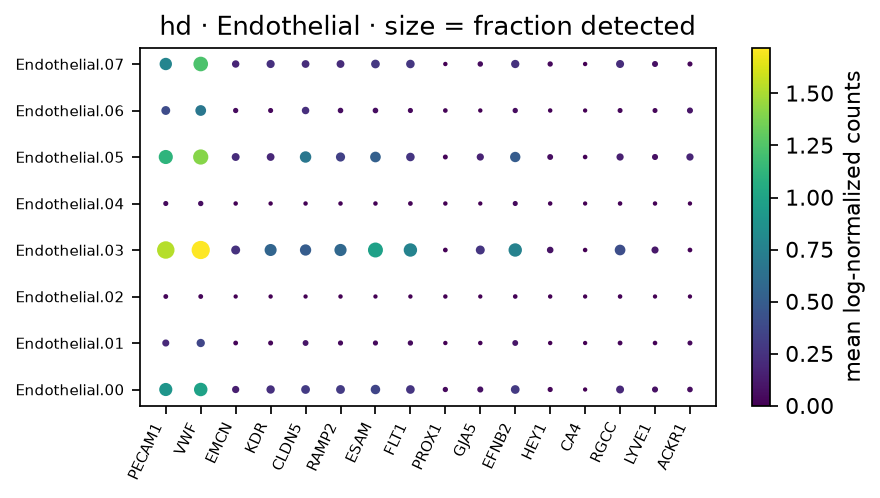 hd · Endothelial · size = fraction detected
Endothelial.07
Endothelial.06
Endothelial.05
Endothelial.04
Endothelial.03
Endothelial.02
Endothelial.01
Endothelial.00
PECAM1
VWF
EMCN
KDR
CLDN5
RAMP2
ESAM
FLT1
PROX1
GJA5
EFNB2
HEY1
CA4
RGCC
LYVE1
ACKR1
1.50
1.25
1.00
0.75
0.50
0.25
0.00
mean log-normalized counts